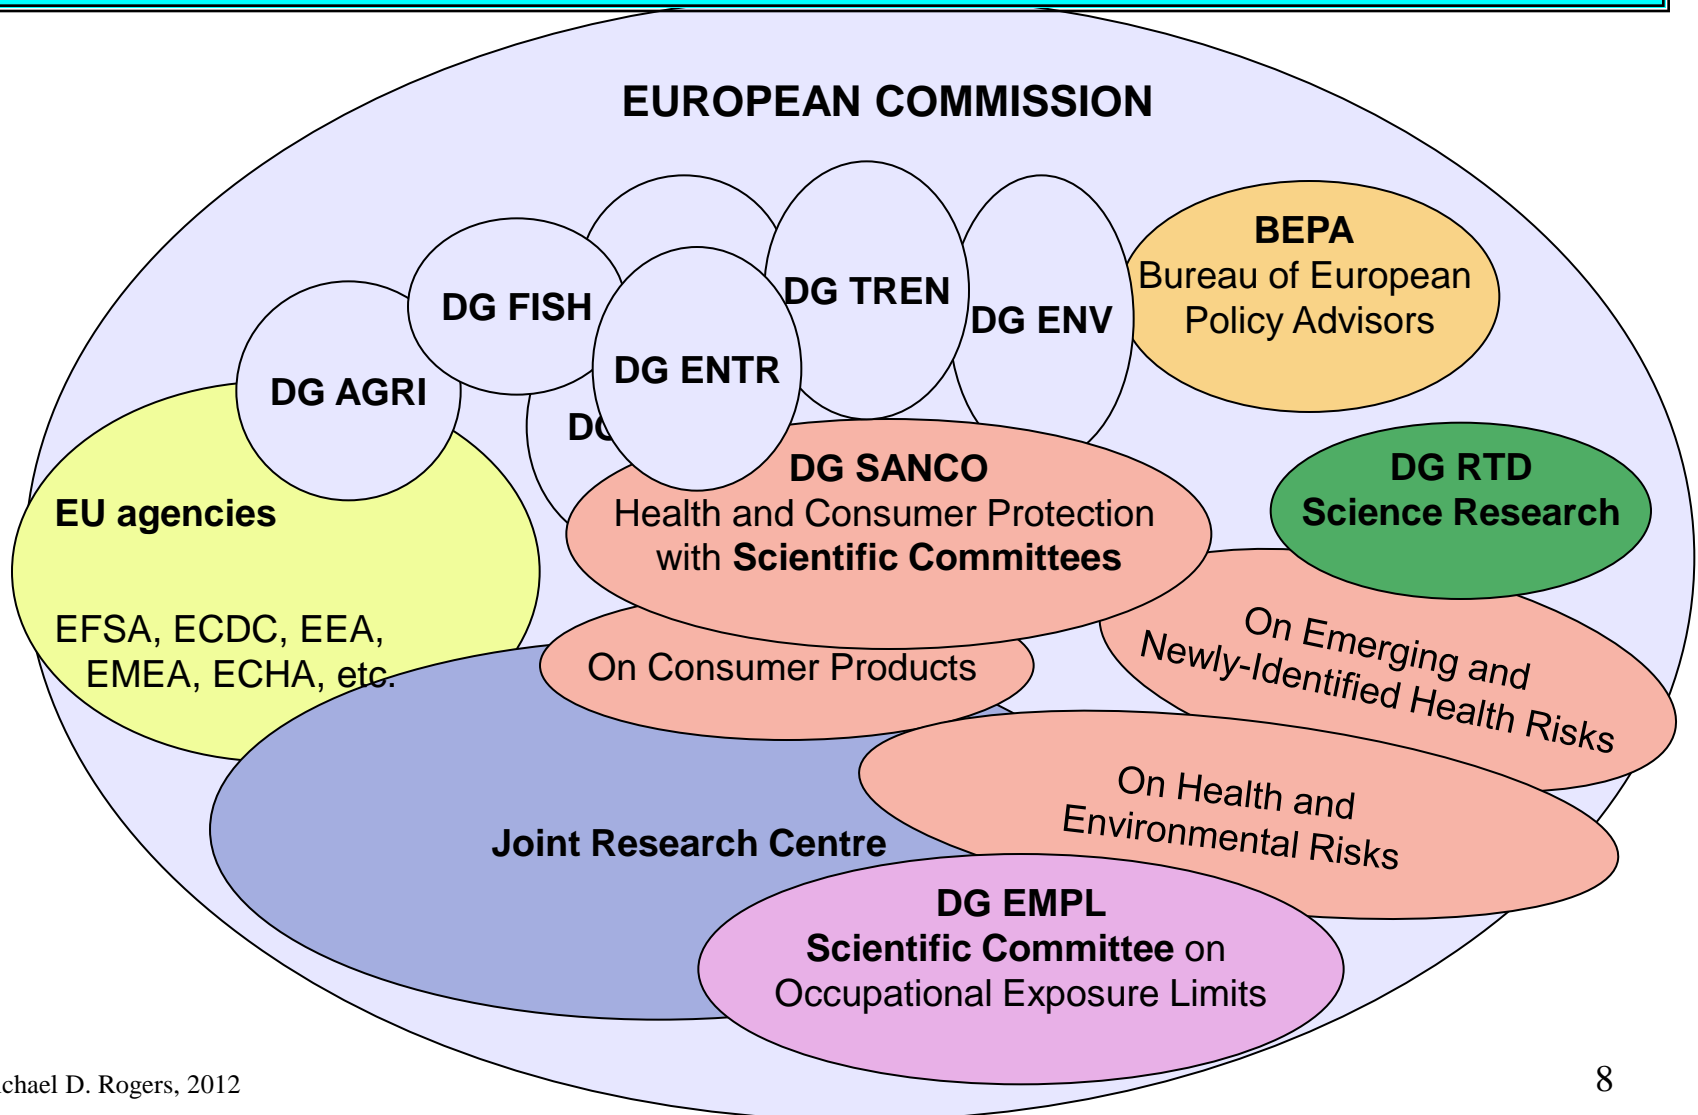 EUROPEAN COMMISSION
BEPA
Bureau of European
Policy Advisors
DG TREN
DG FISH
DG ENV
DG ENTR
DG AGRI
DG SANCO
Health and Consumer Protection
with Scientific Committees
DG RTD
Science Research
EU agencies
EFSA, ECDC, EEA,
EMEA, ECHA, etc.
On Consumer Products
On Emerging and
Newly-Identified Health Risks
On Health and
Environmental Risks
Joint Research Centre
DG EMPL
Scientific Committee on
Occupational Exposure Limits
D. Rogers, 2012
8